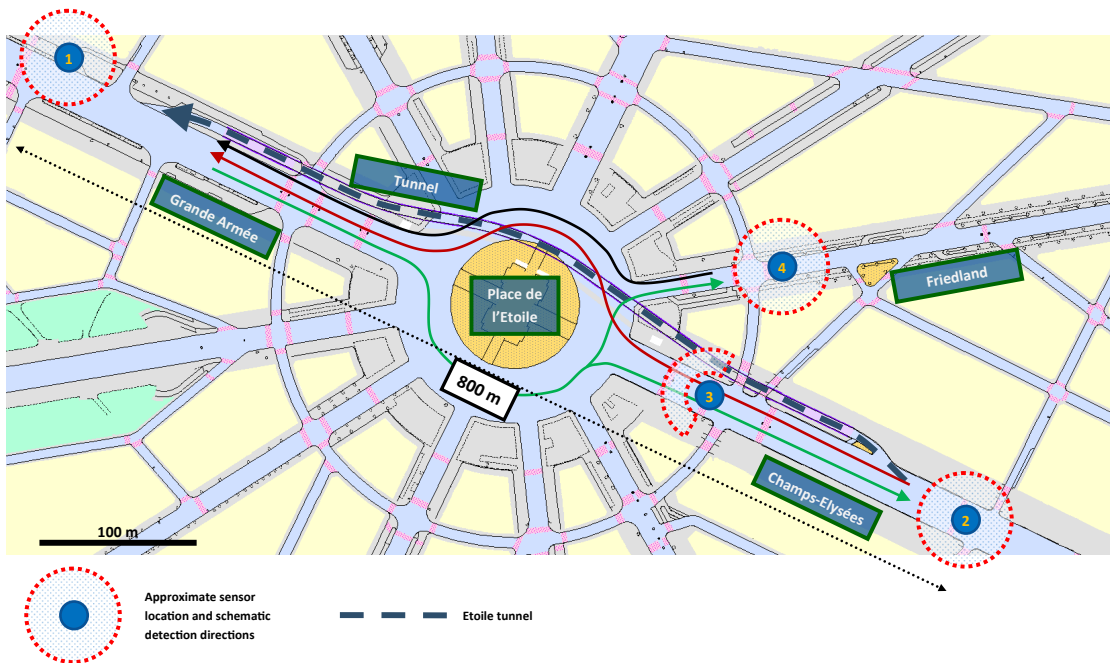 1
Tunnel
Grande Armée
4
Friedland
Place de
l'Etoile
800 m
3
Champs-Elysées
2
100 m
Approximate sensor
location and schematic
detection directions
Etoile tunnel